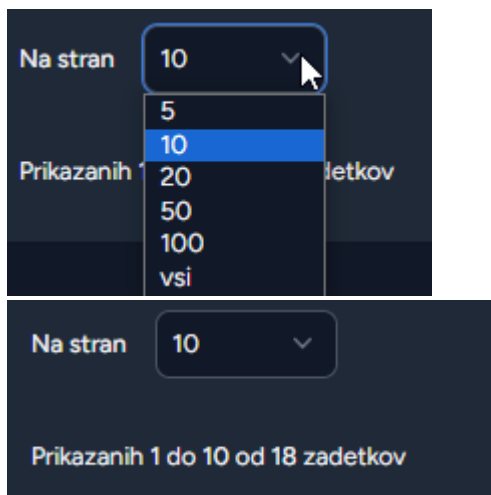 Na stran 10
5
10
Prikazanih
20 detkov
50
100
vsi
Na stran 10
Prikazanih 1 do 10 od 18 zadetkov